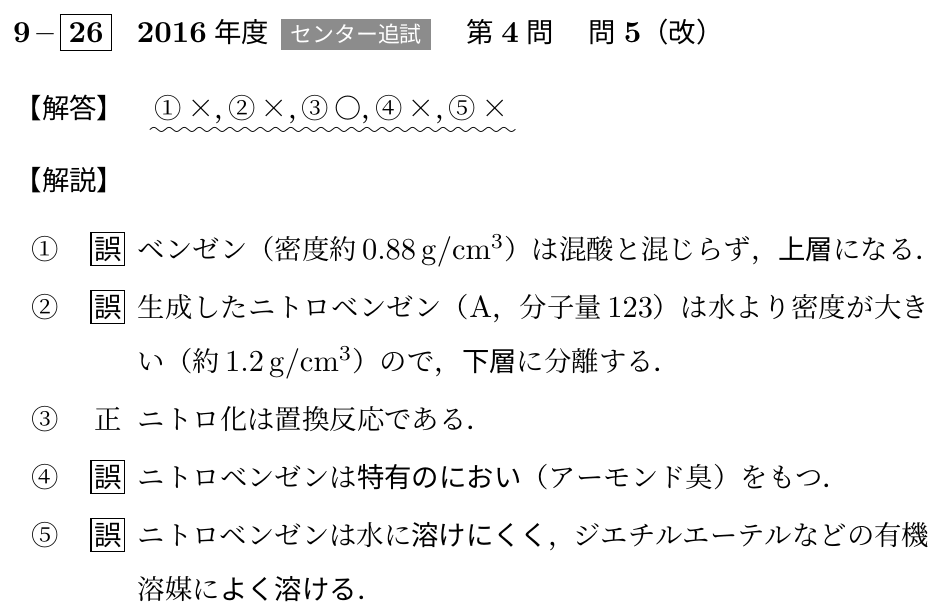 9–26 2016 年度 センター追試 第 4 問 問 5（改）
【解答】 ① ×, ② ×, ③ ○, ④ ×, ⑤ ×
【解説】
① 誤 ベンゼン（密度約 0.88 g/cm³）は混酸と混じらず，上層になる．
② 誤 生成したニトロベンゼン（A，分子量 123）は水より密度が大き
い（約 1.2 g/cm³）ので，下層に分離する．
③ 正 ニトロ化は置換反応である．
④ 誤 ニトロベンゼンは特有のにおい（アーモンド臭）をもつ．
⑤ 誤 ニトロベンゼンは水に溶けにくく，ジエチルエーテルなどの有機
溶媒によく溶ける．